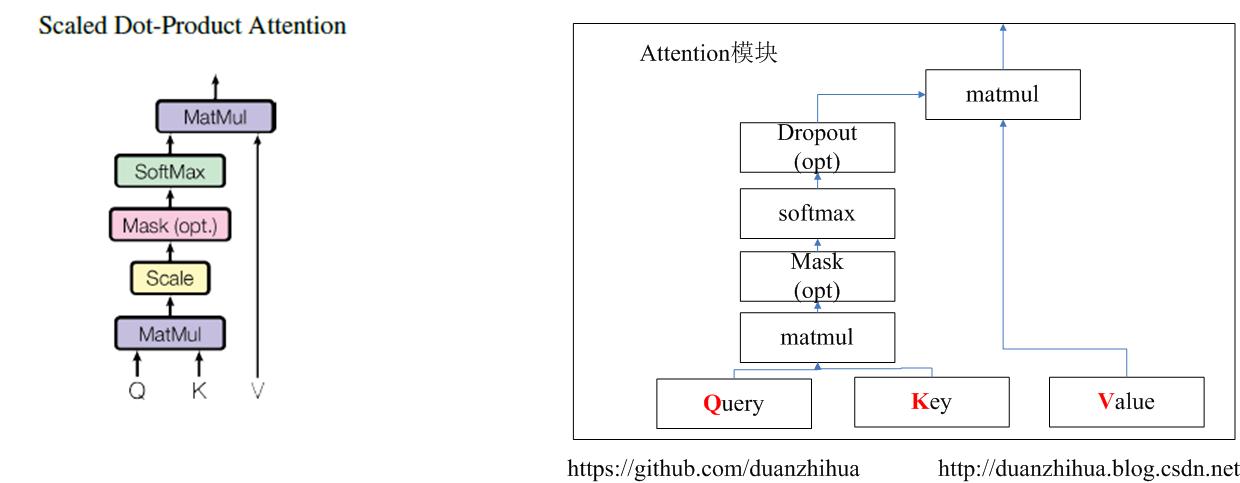 Scaled Dot-Product Attention
MatMul
SoftMax
Mask (opt.)
Scale
MatMul
Q K V
Attention模块
matmul
Dropout
(opt)
softmax
Mask
(opt)
matmul
Query Key Value
https://github.com/duanzhihua http://duanzhihua.blog.csdn.net